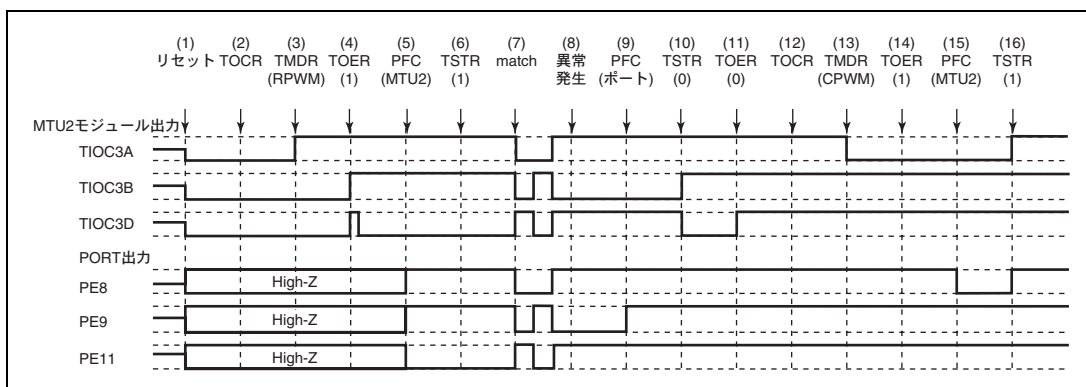 (1) (2) (3) (4) (5) (6) (7) (8) (9) (10) (11) (12) (13) (14) (15) (16)
リセット TOCR TMDR TOER PFC TSTR match 異常 PFC TSTR TOER TOCR TMDR TOER PFC TSTR
(RPWM) (1) (MTU2) (1) 発生 (ポート) (0) (0) (CPWM) (1) (MTU2) (1)
MTU2モジュール出力
TIOC3A
TIOC3B
TIOC3D
PORT出力
PE8 High-Z
PE9 High-Z
PE11 High-Z